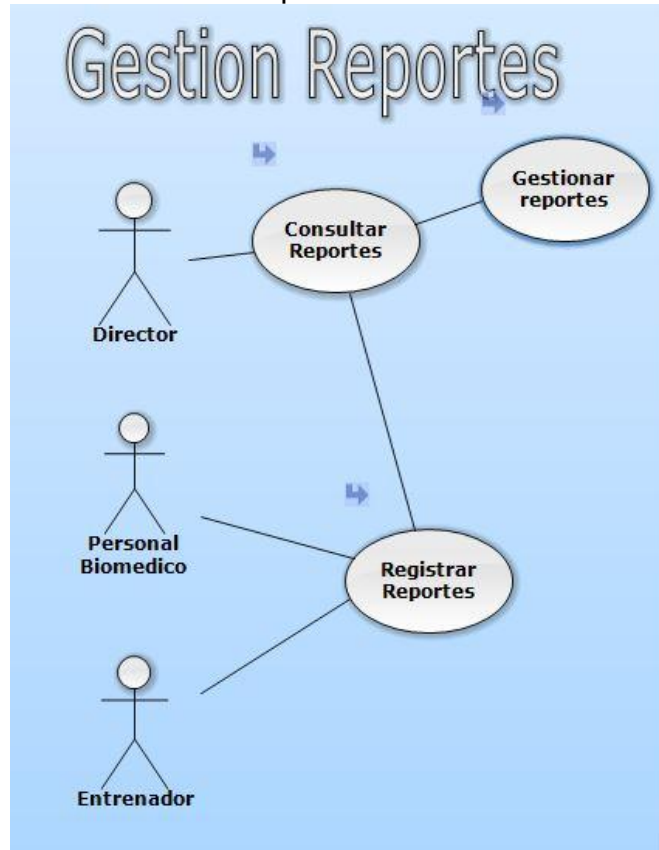 Gestion Reportes
Gestionar
reportes
Consultar
Reportes
Director
Personal
Biomedico
Registrar
Reportes
Entrenador